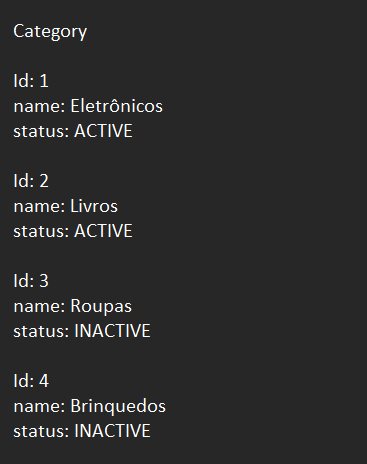 Category
Id: 1
name: Eletrônicos
status: ACTIVE
Id: 2
name: Livros
status: ACTIVE
Id: 3
name: Roupas
status: INACTIVE
Id: 4
name: Brinquedos
status: INACTIVE